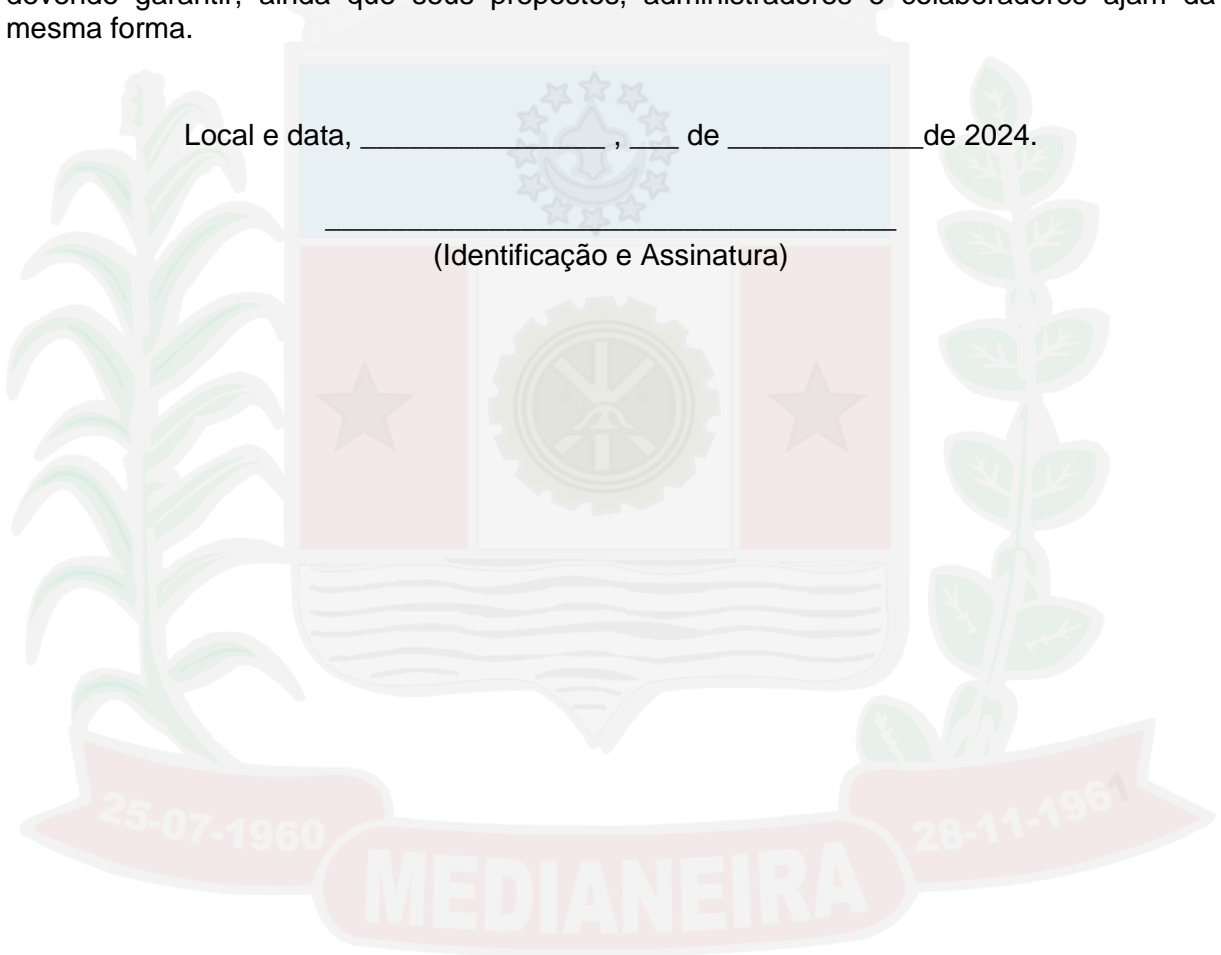 devendo garantir, ainda que seus prepostos, administradores e colaboradores ajam da
mesma forma.
Local e data, _______________ , ___ de ____________de 2024.
___________________________________
(Identificação e Assinatura)
25-07-1960
28-11-1961
MEDIANEIRA